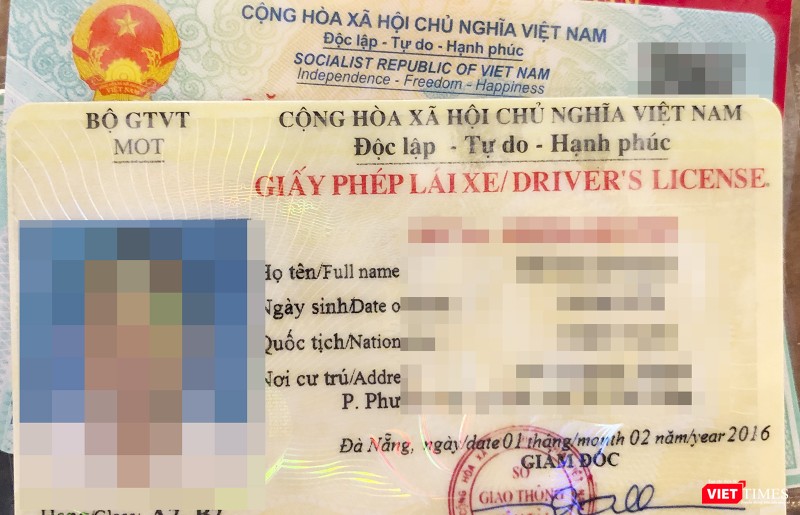 CỘNG HÒA XÃ HỘI CHỦ NGHĨA VIỆT NAM
Độc lập - Tự do - Hạnh phúc
SOCIALIST REPUBLIC OF VIET NAM
Independence - Freedom - Happiness
VIỆT NAM
BỘ GTVT
MOT
CỘNG HÒA XÃ HỘI CHỦ NGHĨA VIỆT NAM
Độc lập - Tự do - Hạnh phúc
GIẤY PHÉP LÁI XE/ DRIVER'S LICENSE
Họ tên/Full name
Ngày sinh/Date o
Quốc tịch/Nation
Nơi cư trú/Addre
P. Phư
Đà Nẵng, ngày/date 01 tháng/month 02 năm/year 2016
GIÁM ĐỐC
SỞ
GIAO THÔNG
VIETTIMES